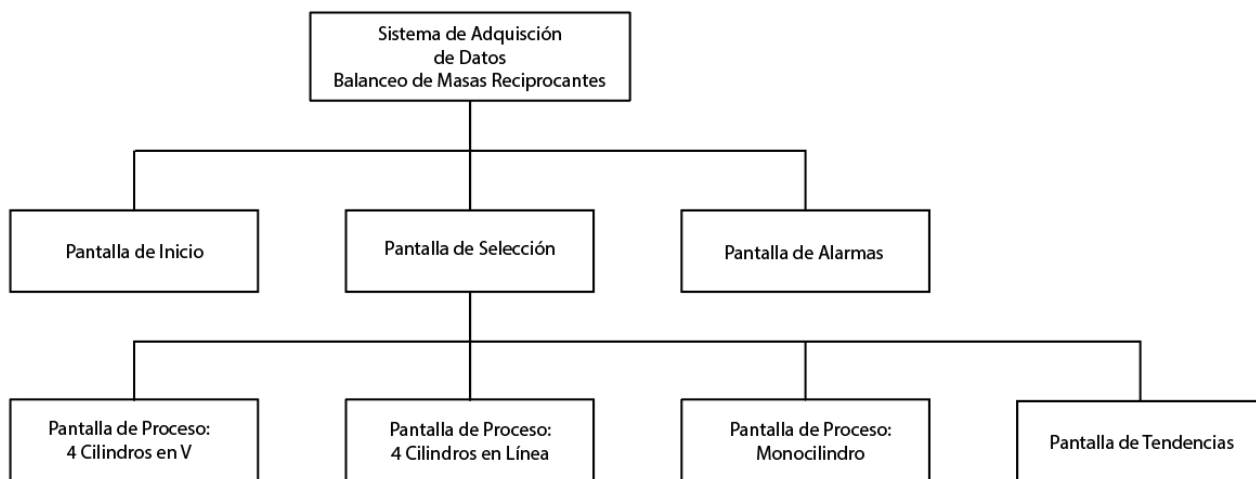 Sistema de Adquisción
de Datos
Balanceo de Masas Reciprocantes
Pantalla de Inicio
Pantalla de Selección
Pantalla de Alarmas
Pantalla de Proceso:
4 Cilindros en V
Pantalla de Proceso:
4 Cilindros en Línea
Pantalla de Proceso:
Monocilindro
Pantalla de Tendencias